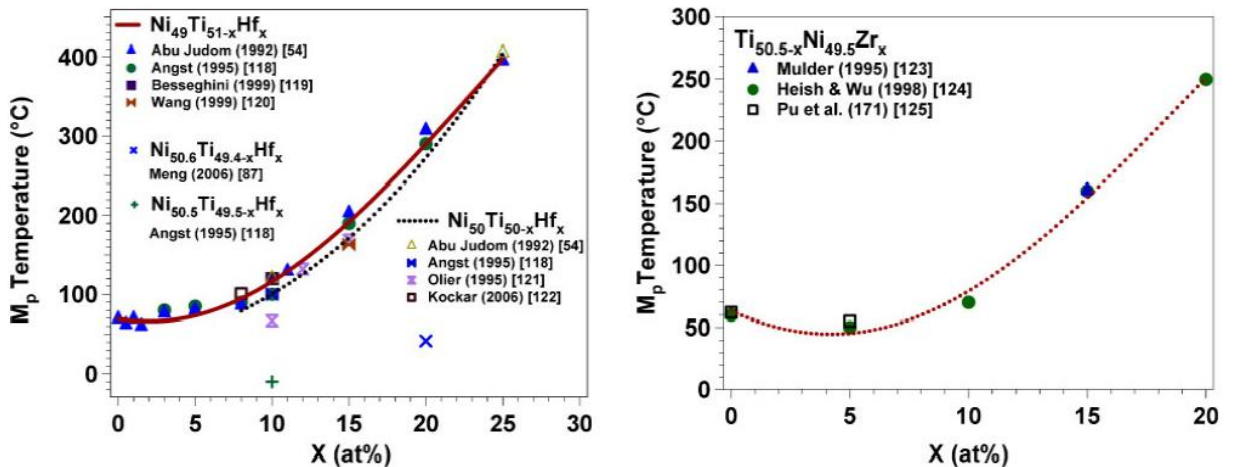 Ni49Ti51-xHfx
Abu Judom (1992) [54]
Angst (1995) [118]
Besseghini (1999) [119]
Wang (1999) [120]
Ni50.6Ti49.4-xHfx
Meng (2006) [87]
Ni50.5Ti49.5-xHfx
Angst (1995) [118]
Ni50Ti50-xHfx
Abu Judom (1992) [54]
Angst (1995) [118]
Olier (1995) [121]
Kockar (2006) [122]
Mp Temperature (°C)
400
300
200
100
0
0 5 10 15 20 25 30
X (at%)
Ti50.5-xNi49.5Zrx
Mulder (1995) [123]
Heish & Wu (1998) [124]
Pu et al. (171) [125]
MpTemperature (°C)
300
250
200
150
100
50
0
0 5 10 15 20
X (at%)